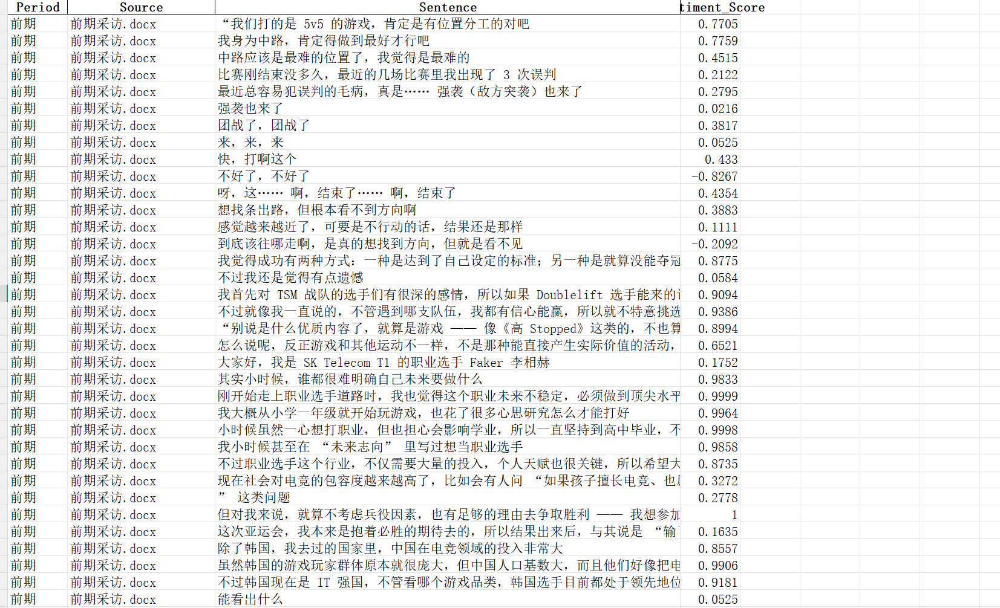 Period Source Sentence timent_Score
前期 前期采访.docx “我们打的是 5v5 的游戏，肯定是有位置分工的对吧 0.7705
前期 前期采访.docx 我身为中路，肯定得做到最好才行吧 0.7759
前期 前期采访.docx 中路应该是最难的位置了，我觉得是最难的 0.4515
前期 前期采访.docx 比赛刚结束没多久，最近的几场比赛里我出现了 3 次误判 0.2122
前期 前期采访.docx 最近总容易犯误判的毛病，真是…… 强袭（敌方突袭）也来了 0.2795
前期 前期采访.docx 强袭也来了 0.0216
前期 前期采访.docx 团战了，团战了 0.3817
前期 前期采访.docx 来，来，来 0.0525
前期 前期采访.docx 快，打啊这个 0.433
前期 前期采访.docx 不好了，不好了 -0.8267
前期 前期采访.docx 呀，这…… 啊，结束了…… 啊，结束了 0.4354
前期 前期采访.docx 想找条出路，但根本看不到方向啊 0.3883
前期 前期采访.docx 感觉越来越近了，可要是不行动的话，结果还是那样 0.1111
前期 前期采访.docx 到底该往哪走啊，是真的想找到方向，但就是看不见 -0.2092
前期 前期采访.docx 我觉得成功有两种方式：一种是达到了自己设定的标准；另一种是就算没能夺冠 0.8775
前期 前期采访.docx 不过我还是觉得有点遗憾 0.0584
前期 前期采访.docx 我首先对 TSM 战队的选手们有很深的感情，所以如果 Doublelift 选手能来的 0.9094
前期 前期采访.docx 不过就像我一直说的，不管遇到哪支队伍，我都有信心能赢，所以就不特意挑选 0.9386
前期 前期采访.docx “别说是什么优质内容了，就算是游戏 —— 像《高 Stopped》这类的，不也算 0.8994
前期 前期采访.docx 怎么说呢，反正游戏和其他运动不一样，不是那种能直接产生实际价值的活动， 0.6521
前期 前期采访.docx 大家好，我是 SK Telecom T1 的职业选手 Faker 李相赫 0.1752
前期 前期采访.docx 其实小时候，谁都很难明确自己未来要做什么 0.9833
前期 前期采访.docx 刚开始走上职业选手道路时，我也觉得这个职业未来不稳定，必须做到顶尖水平 0.9999
前期 前期采访.docx 我大概从小学一年级就开始玩游戏，也花了很多心思研究怎么才能打好 0.9964
前期 前期采访.docx 小时候虽然一心想打职业，但也担心会影响学业，所以一直坚持到高中毕业，不 0.9998
前期 前期采访.docx 我小时候甚至在 “未来志向” 里写过想当职业选手 0.9858
前期 前期采访.docx 不过职业选手这个行业，不仅需要大量的投入，个人天赋也很关键，所以希望大 0.8735
前期 前期采访.docx 现在社会对电竞的包容度越来越高了，比如会有人问 “如果孩子擅长电竞、也 0.3272
前期 前期采访.docx ” 这类问题 0.2778
前期 前期采访.docx 但对我来说，就算不考虑兵役因素，也有足够的理由去争取胜利 —— 我想参加 1
前期 前期采访.docx 这次亚运会，我本来是抱着必胜的期待去的，所以结果出来后，与其说是 “输 0.1635
前期 前期采访.docx 除了韩国，我去过的国家里，中国在电竞领域的投入非常大 0.8557
前期 前期采访.docx 虽然韩国的游戏玩家群体原本就很庞大，但中国人口基数大，而且他们好像把电 0.9906
前期 前期采访.docx 不过韩国现在是 IT 强国，不管看哪个游戏品类，韩国选手目前都处于领先地位 0.9181
前期 前期采访.docx 能看出什么 0.0525